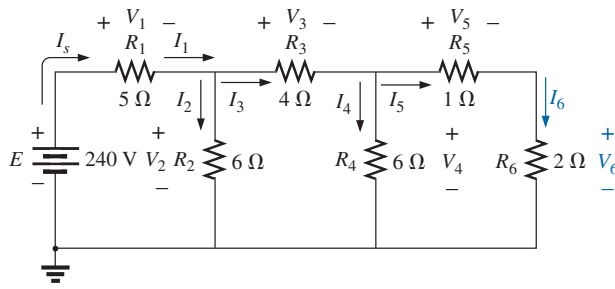 + V1 − + V3 − + V5 −
Is R1 I1 R3 R5
I2 I3 I4 I5 I6
5 Ω 4 Ω 1 Ω
+ + + +
E 240 V V2 R2 6 Ω R4 6 Ω V4 R6 2 Ω V6
− − − −